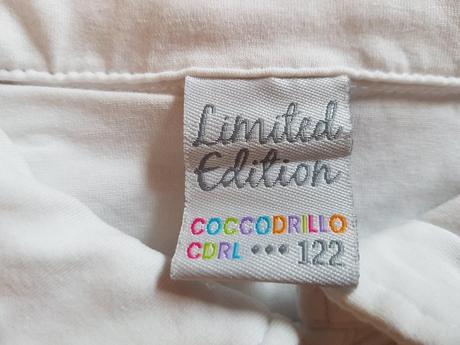 Limited
Edition
COCCODRILLO
CDRL ••• 122